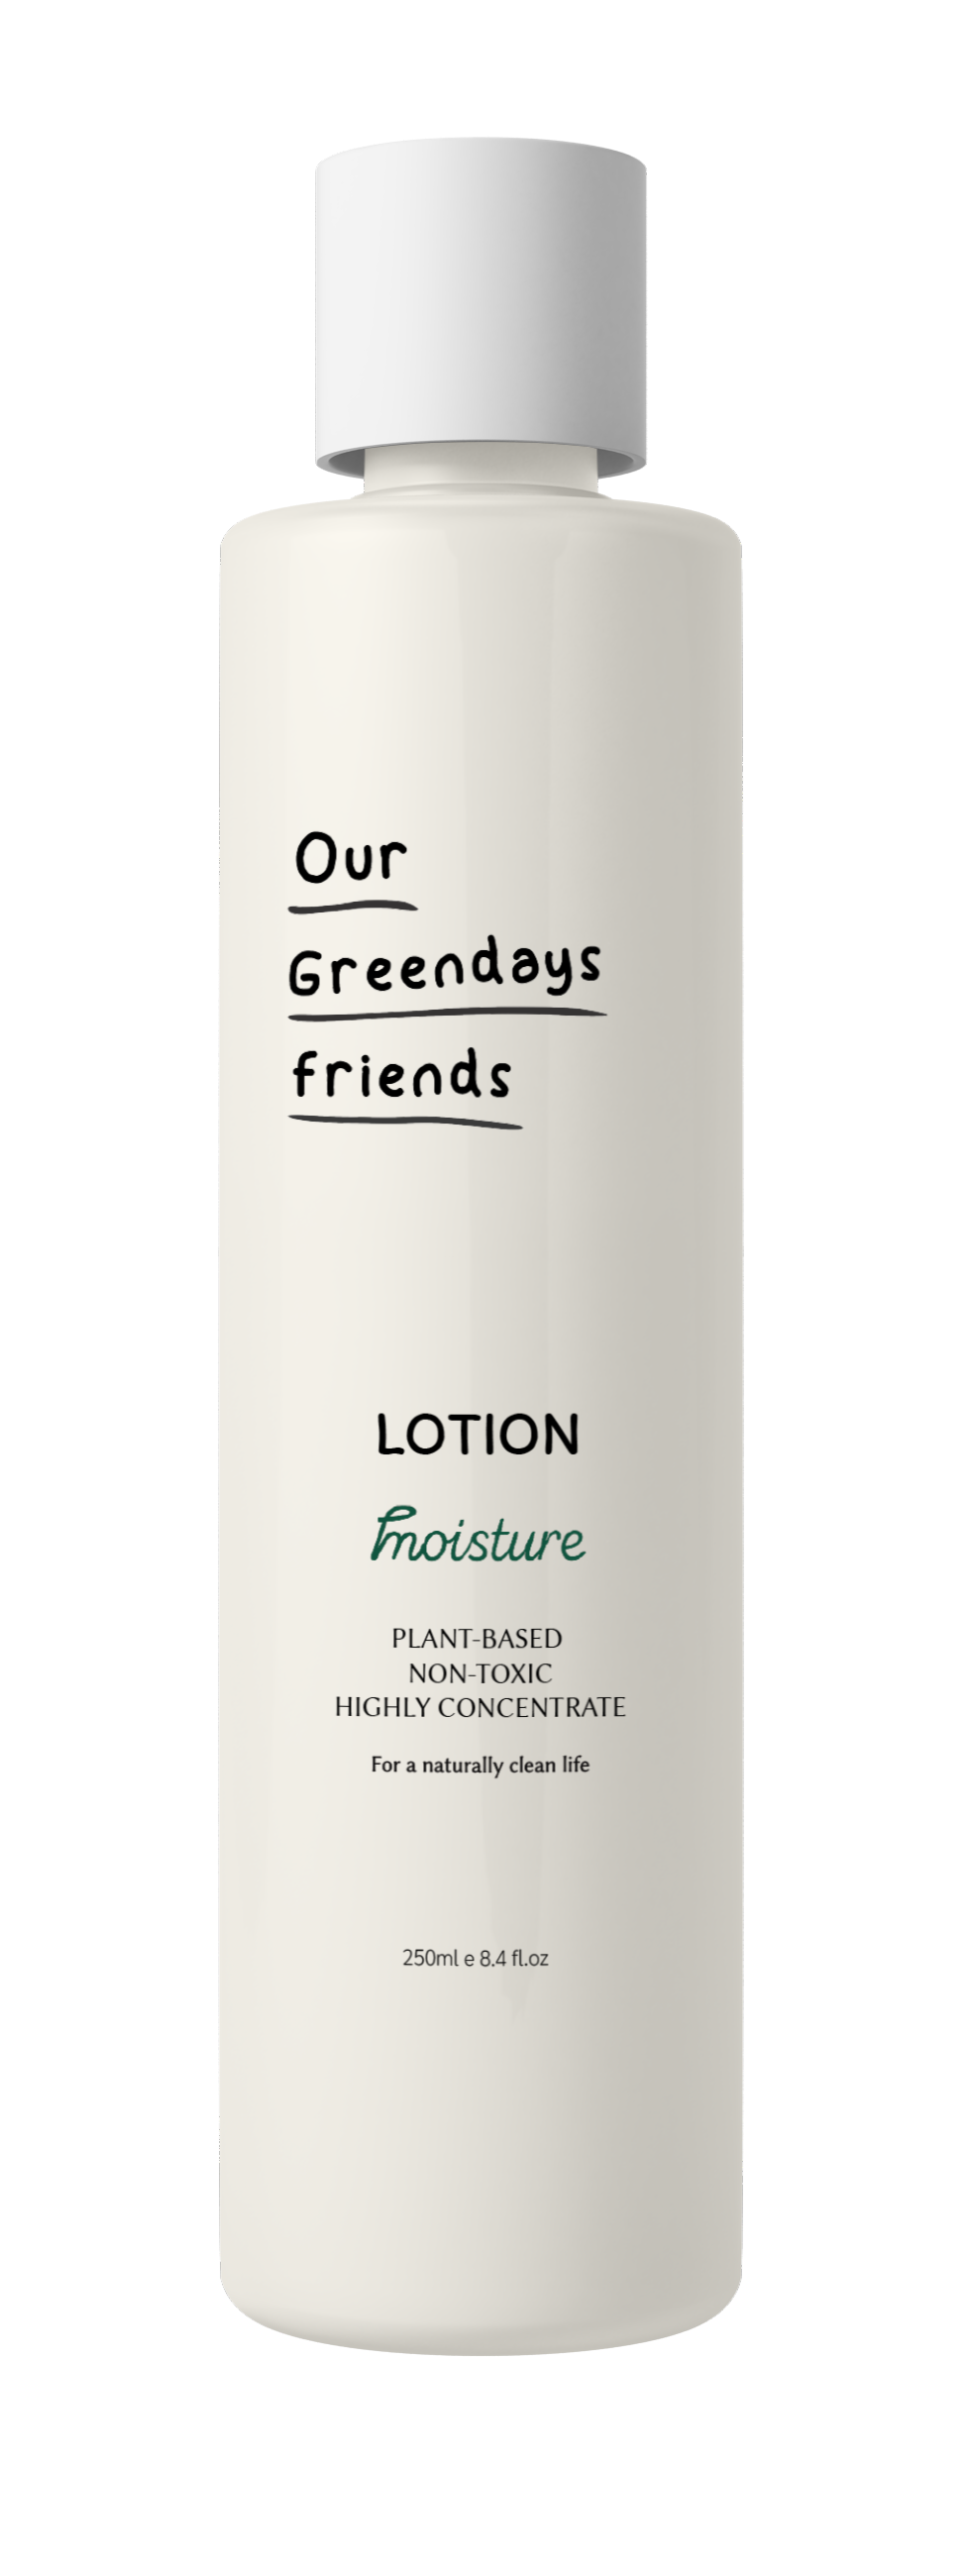 Our
Greendays
friends
LOTION
moisture
PLANT-BASED
NON-TOXIC
HIGHLY CONCENTRATE
For a naturally clean life
250ml e 8.4 fl.oz